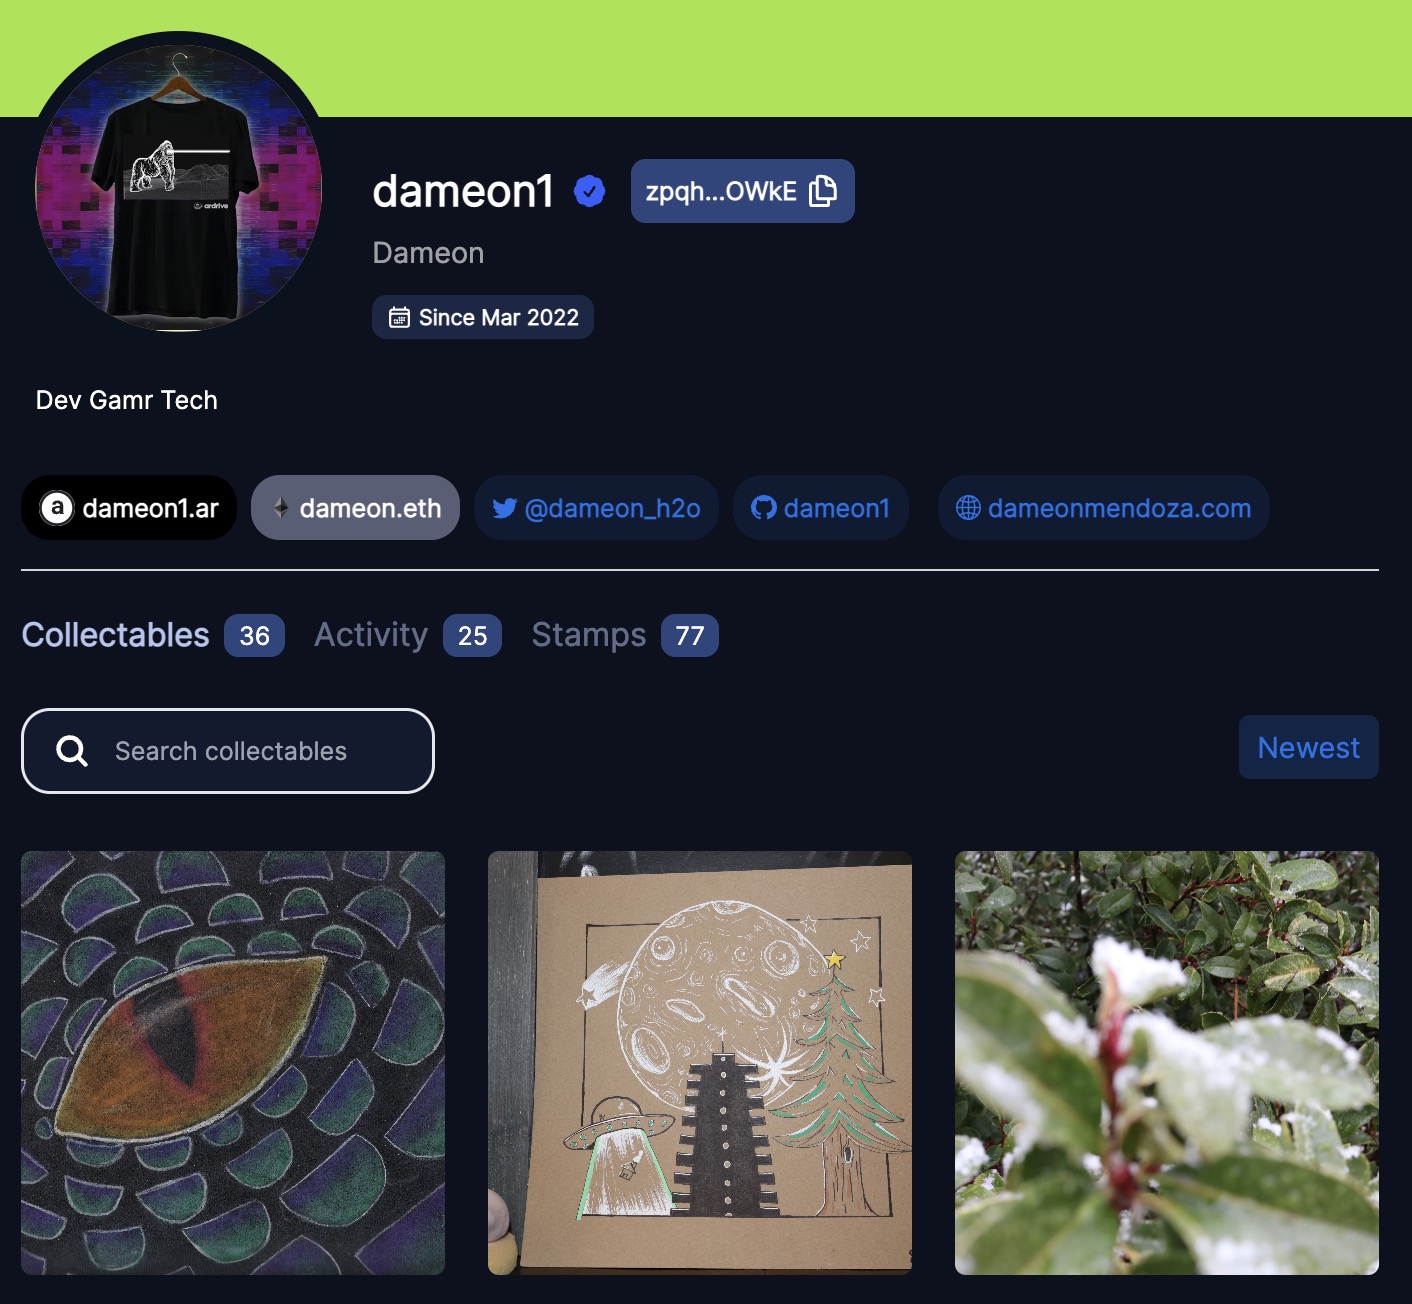 ardrive
dameon1 zpqh...OWkE
Dameon
Since Mar 2022
Dev Gamr Tech
a dameon1.ar dameon.eth @dameon_h2o dameon1 dameonmendoza.com
Collectables 36 Activity 25 Stamps 77
Search collectables Newest